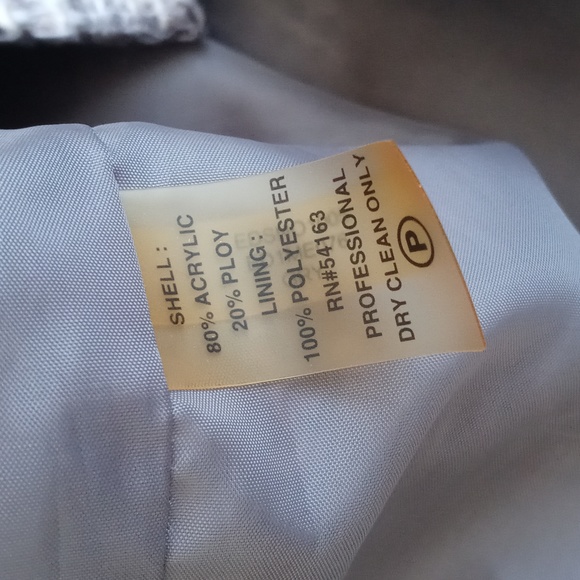 SHELL :
80% ACRYLIC
20% PLOY
LINING :
100% POLYESTER
RN#54163
PROFESSIONAL
DRY CLEAN ONLY
P